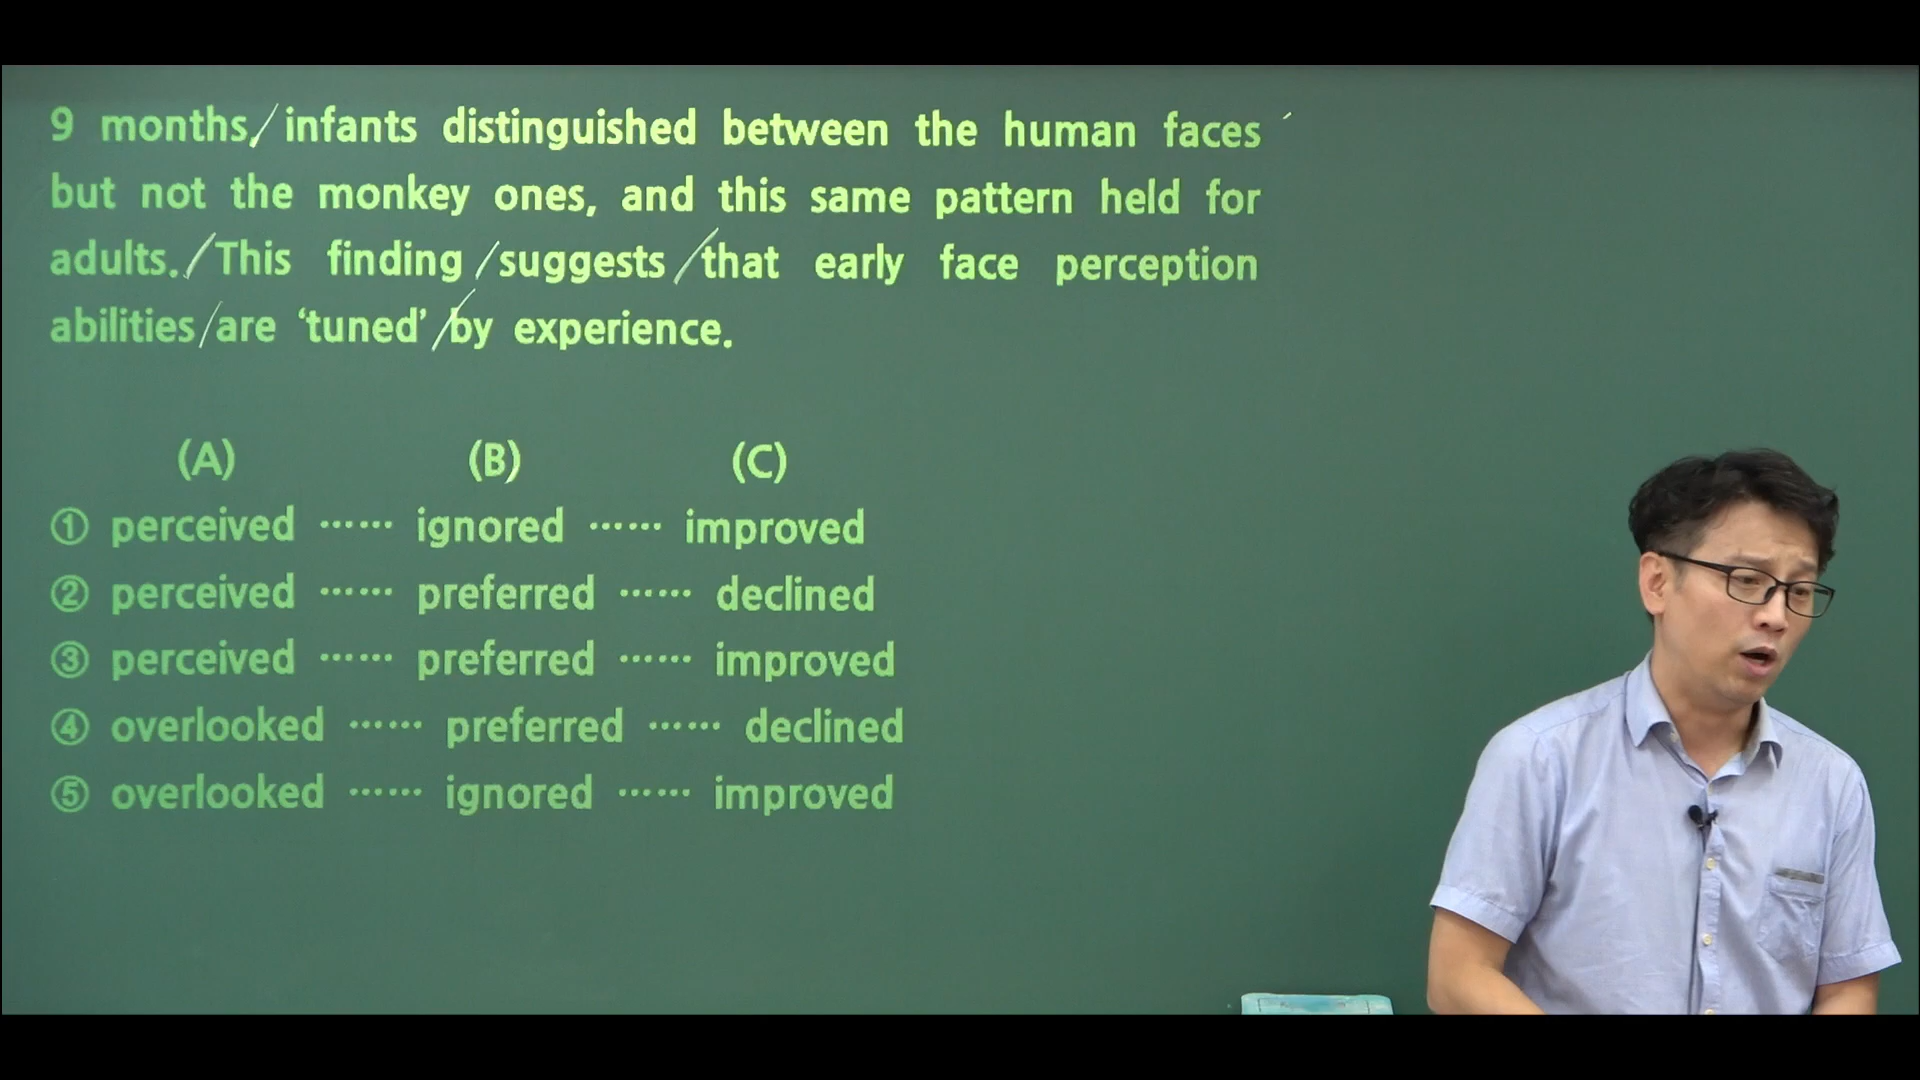 9 months, infants distinguished between the human faces
but not the monkey ones, and this same pattern held for
adults. This finding suggests that early face perception
abilities are ‘tuned’ by experience.
(A) (B) (C)
① perceived ...... ignored ...... improved
② perceived ...... preferred ...... declined
③ perceived ...... preferred ...... improved
④ overlooked ...... preferred ...... declined
⑤ overlooked ...... ignored ...... improved